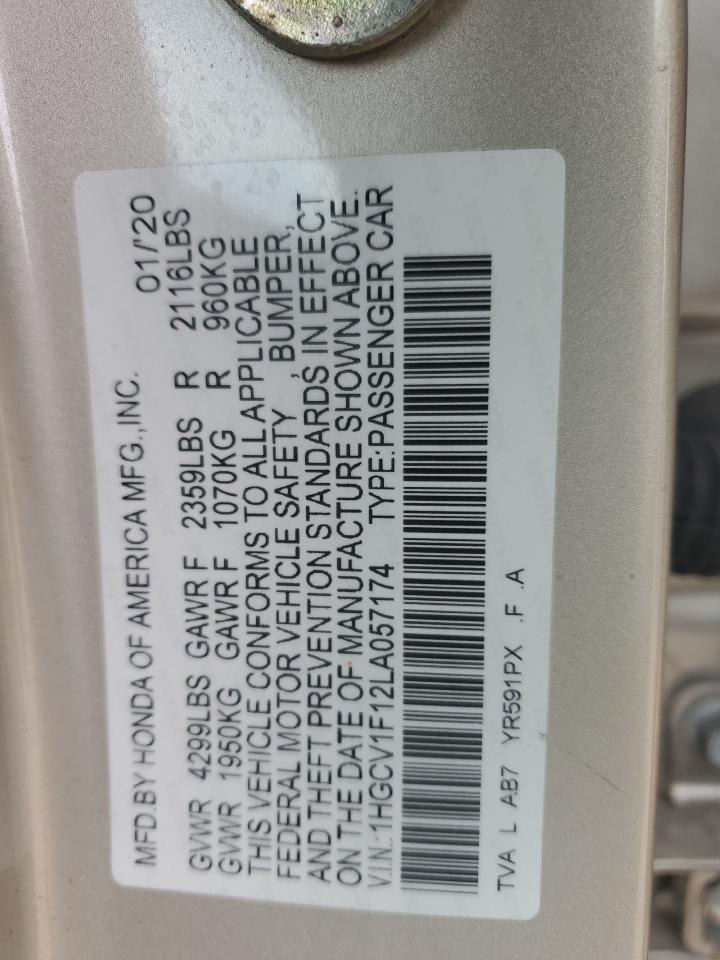 MFD.BY HONDA OF AMERICA MFG.,INC. 01/'20
GVWR 4299LBS GAWR F 2359LBS R 2116LBS
GVWR 1950KG GAWR F 1070KG R 960KG
THIS VEHICLE CONFORMS TO ALL APPLICABLE
FEDERAL MOTOR VEHICLE SAFETY , BUMPER,
AND THEFT PREVENTION STANDARDS IN EFFECT
ON THE DATE OF MANUFACTURE SHOWN ABOVE.
V.I.N.:1HGCV1F12LA057174 TYPE:PASSENGER CAR
TVA L AB7 YR591PX .F .A